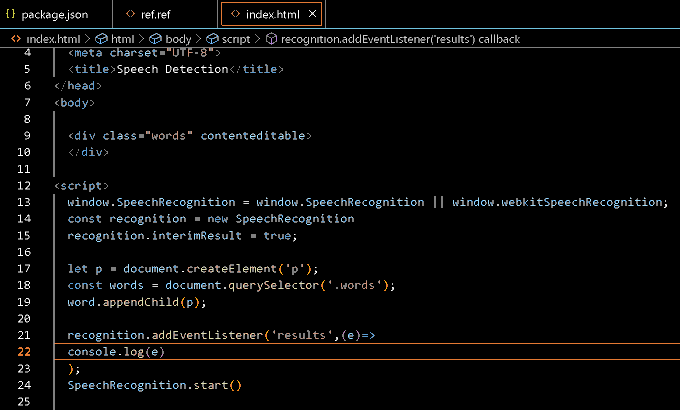 {} package.json <> ref.ref <> index.html ×
<> index.html > html > body > script > recognition.addEventListener('results') callback
4 <meta charset="UTF-8">
5 <title>Speech Detection</title>
6 </head>
7 <body>
8
9 <div class="words" contenteditable>
10 </div>
11
12 <script>
13 window.SpeechRecognition = window.SpeechRecognition || window.webkitSpeechRecognition;
14 const recognition = new SpeechRecognition
15 recognition.interimResult = true;
16
17 let p = document.createElement('p');
18 const words = document.querySelector('.words');
19 word.appendChild(p);
20
21 recognition.addEventListener('results',(e)=>
22 console.log(e)
23 );
24 SpeechRecognition.start()
25